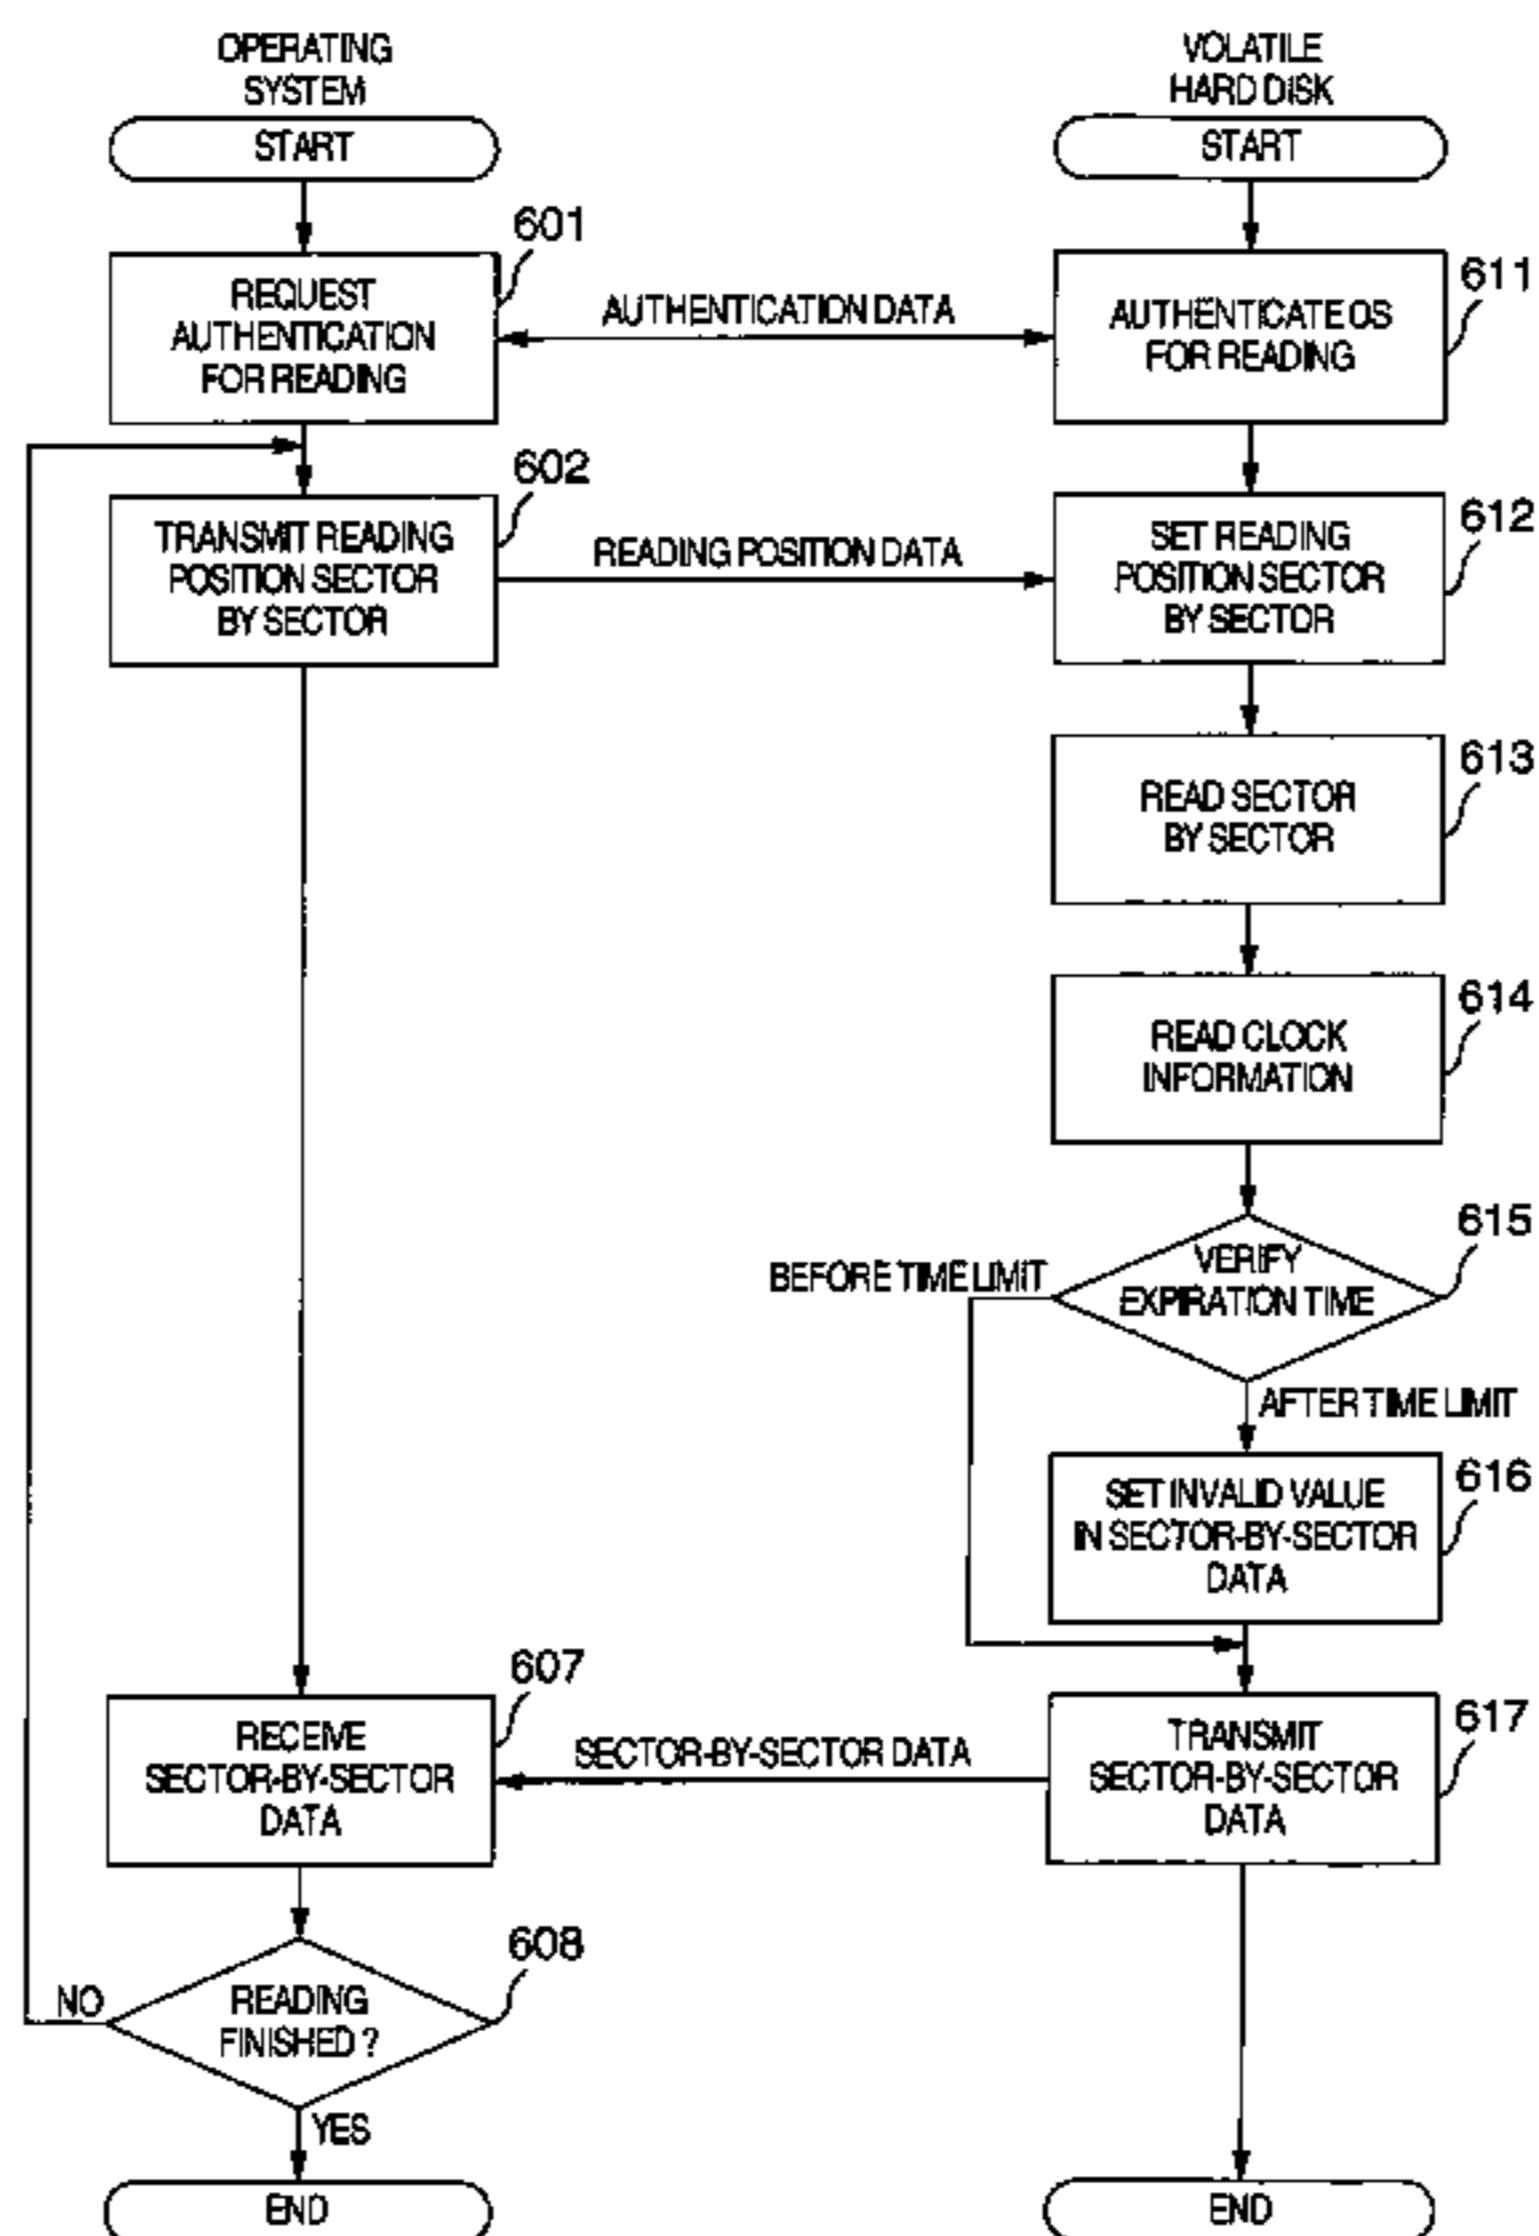 OPERATING
SYSTEM
START
601
REQUEST
AUTHENTICATION
FOR READING
602
TRANSMIT READING
POSITION SECTOR
BY SECTOR
607
RECEIVE
SECTOR-BY-SECTOR
DATA
608
READING
FINISHED ?
NO
YES
END
AUTHENTICATION DATA
READING POSITION DATA
SECTOR-BY-SECTOR DATA
VOLATILE
HARD DISK
START
611
AUTHENTICATE OS
FOR READING
612
SET READING
POSITION SECTOR
BY SECTOR
613
READ SECTOR
BY SECTOR
614
READ CLOCK
INFORMATION
615
VERIFY
EXPIRATION TIME
BEFORE TIME LIMIT
AFTER TIME LIMIT
616
SET INVALID VALUE
IN SECTOR-BY-SECTOR
DATA
617
TRANSMIT
SECTOR-BY-SECTOR
DATA
END